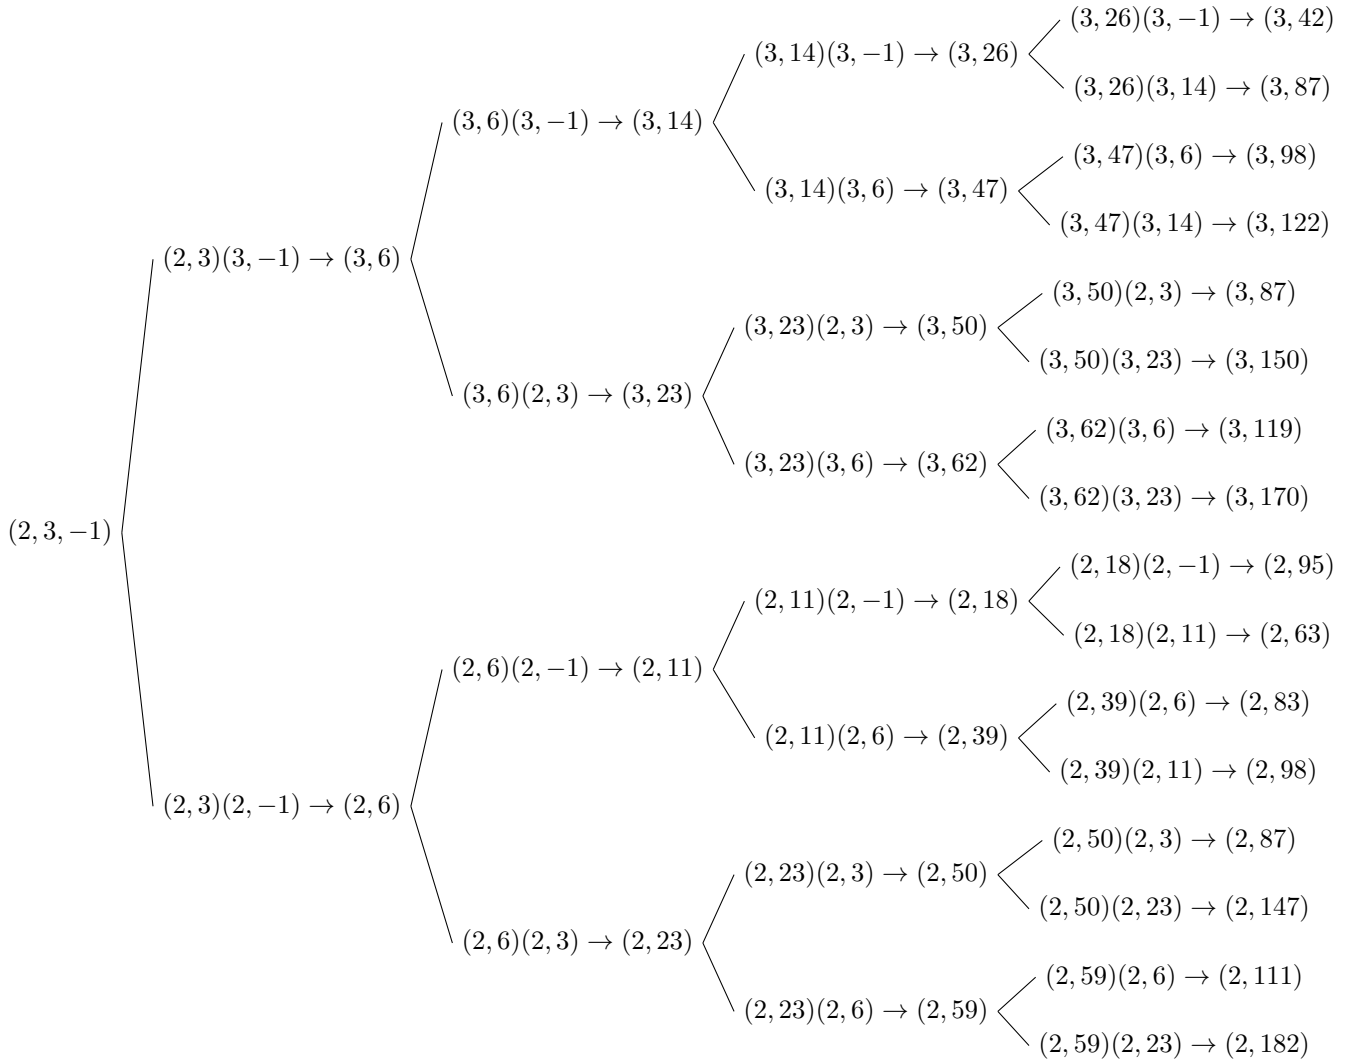 (3, 26)(3, −1) → (3, 42)
(3, 14)(3, −1) → (3, 26)
(3, 26)(3, 14) → (3, 87)
(3, 6)(3, −1) → (3, 14)
(3, 47)(3, 6) → (3, 98)
(3, 14)(3, 6) → (3, 47)
(3, 47)(3, 14) → (3, 122)
(2, 3)(3, −1) → (3, 6)
(3, 50)(2, 3) → (3, 87)
(3, 23)(2, 3) → (3, 50)
(3, 50)(3, 23) → (3, 150)
(3, 6)(2, 3) → (3, 23)
(3, 62)(3, 6) → (3, 119)
(3, 23)(3, 6) → (3, 62)
(3, 62)(3, 23) → (3, 170)
(2, 3, −1)
(2, 18)(2, −1) → (2, 95)
(2, 11)(2, −1) → (2, 18)
(2, 18)(2, 11) → (2, 63)
(2, 6)(2, −1) → (2, 11)
(2, 39)(2, 6) → (2, 83)
(2, 11)(2, 6) → (2, 39)
(2, 39)(2, 11) → (2, 98)
(2, 3)(2, −1) → (2, 6)
(2, 50)(2, 3) → (2, 87)
(2, 23)(2, 3) → (2, 50)
(2, 50)(2, 23) → (2, 147)
(2, 6)(2, 3) → (2, 23)
(2, 59)(2, 6) → (2, 111)
(2, 23)(2, 6) → (2, 59)
(2, 59)(2, 23) → (2, 182)